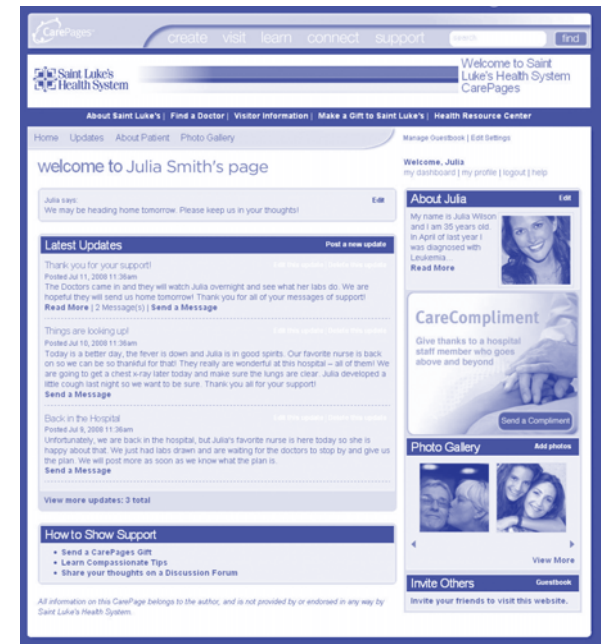 CarePages
create visit learn connect support
search
find
Saint Luke's
Health System
Welcome to Saint
Luke's Health System
CarePages
About Saint Luke's | Find a Doctor | Visitor Information | Make a Gift to Saint Luke's | Health Resource Center
Home Updates About Patient Photo Gallery
Manage Guestbook | Edit Settings
welcome to Julia Smith's page
Welcome, Julia
my dashboard | my profile | logout | help
Julia says: Edit
We may be heading home tomorrow. Please keep us in your thoughts!
Latest Updates Post a new update
Thank you for your support! Edit this update | Delete this update
Posted Jul 11, 2008 11:36am
The Doctors came in and they will watch Julia overnight and see what her labs do. We are
hopeful they will send us home tomorrow! Thank you for all of your messages of support!
Read More | 2 Message(s) | Send a Message
Things are looking up! Edit this update | Delete this update
Posted Jul 10, 2008 11:36am
Today is a better day, the fever is down and Julia is in good spirits. Our favorite nurse is back
on so we can be so thankful for that! They really are wonderful at this hospital – all of them! We
are going to get a chest x-ray later today and make sure the lungs are clear. Julia developed a
little cough last night so we want to be sure. Thank you all for your support!
Send a Message
Back in the Hospital Edit this update | Delete this update
Posted Jul 9, 2008 11:36am
Unfortunately, we are back in the hospital, but Julia's favorite nurse is here today so she is
happy about that. We just had labs drawn and are waiting for the doctors to stop by and give us
the plan. We will post more as soon as we know what the plan is.
Send a Message
View more updates: 3 total
How to Show Support
Send a CarePages Gift
Learn Compassionate Tips
Share your thoughts on a Discussion Forum
All information on this CarePage belongs to the author, and is not provided by or endorsed in any way by
Saint Luke's Health System.
About Julia Edit
My name is Julia Wilson
and I am 35 years old.
In April of last year I
was diagnosed with
Leukemia...
Read More
CareCompliment
Give thanks to a hospital
staff member who goes
above and beyond
Send a Compliment
Photo Gallery Add photos
View More
Invite Others Guestbook
Invite your friends to visit this website.